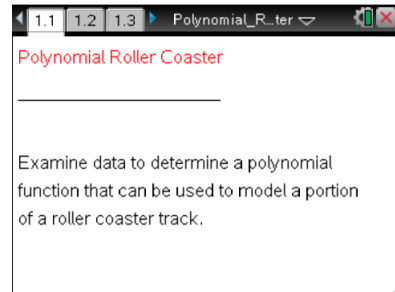 1.1 1.2 1.3 Polynomial_R…ter
Polynomial Roller Coaster
Examine data to determine a polynomial
function that can be used to model a portion
of a roller coaster track.